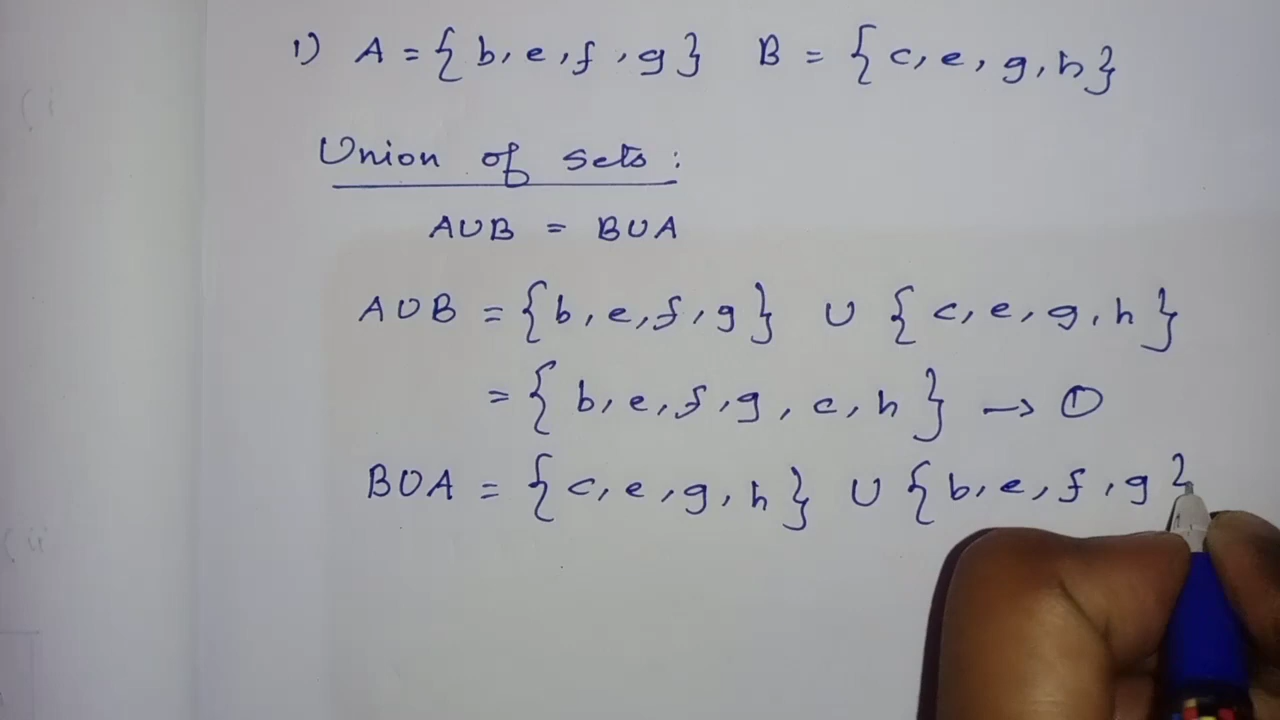 1) A = {b, e, f, g} B = {c, e, g, h}
Union of sets:
A∪B = B∪A
A∪B = {b, e, f, g} ∪ {c, e, g, h}
= {b, e, f, g, c, h} → ①
B∪A = {c, e, g, h} ∪ {b, e, f, g}